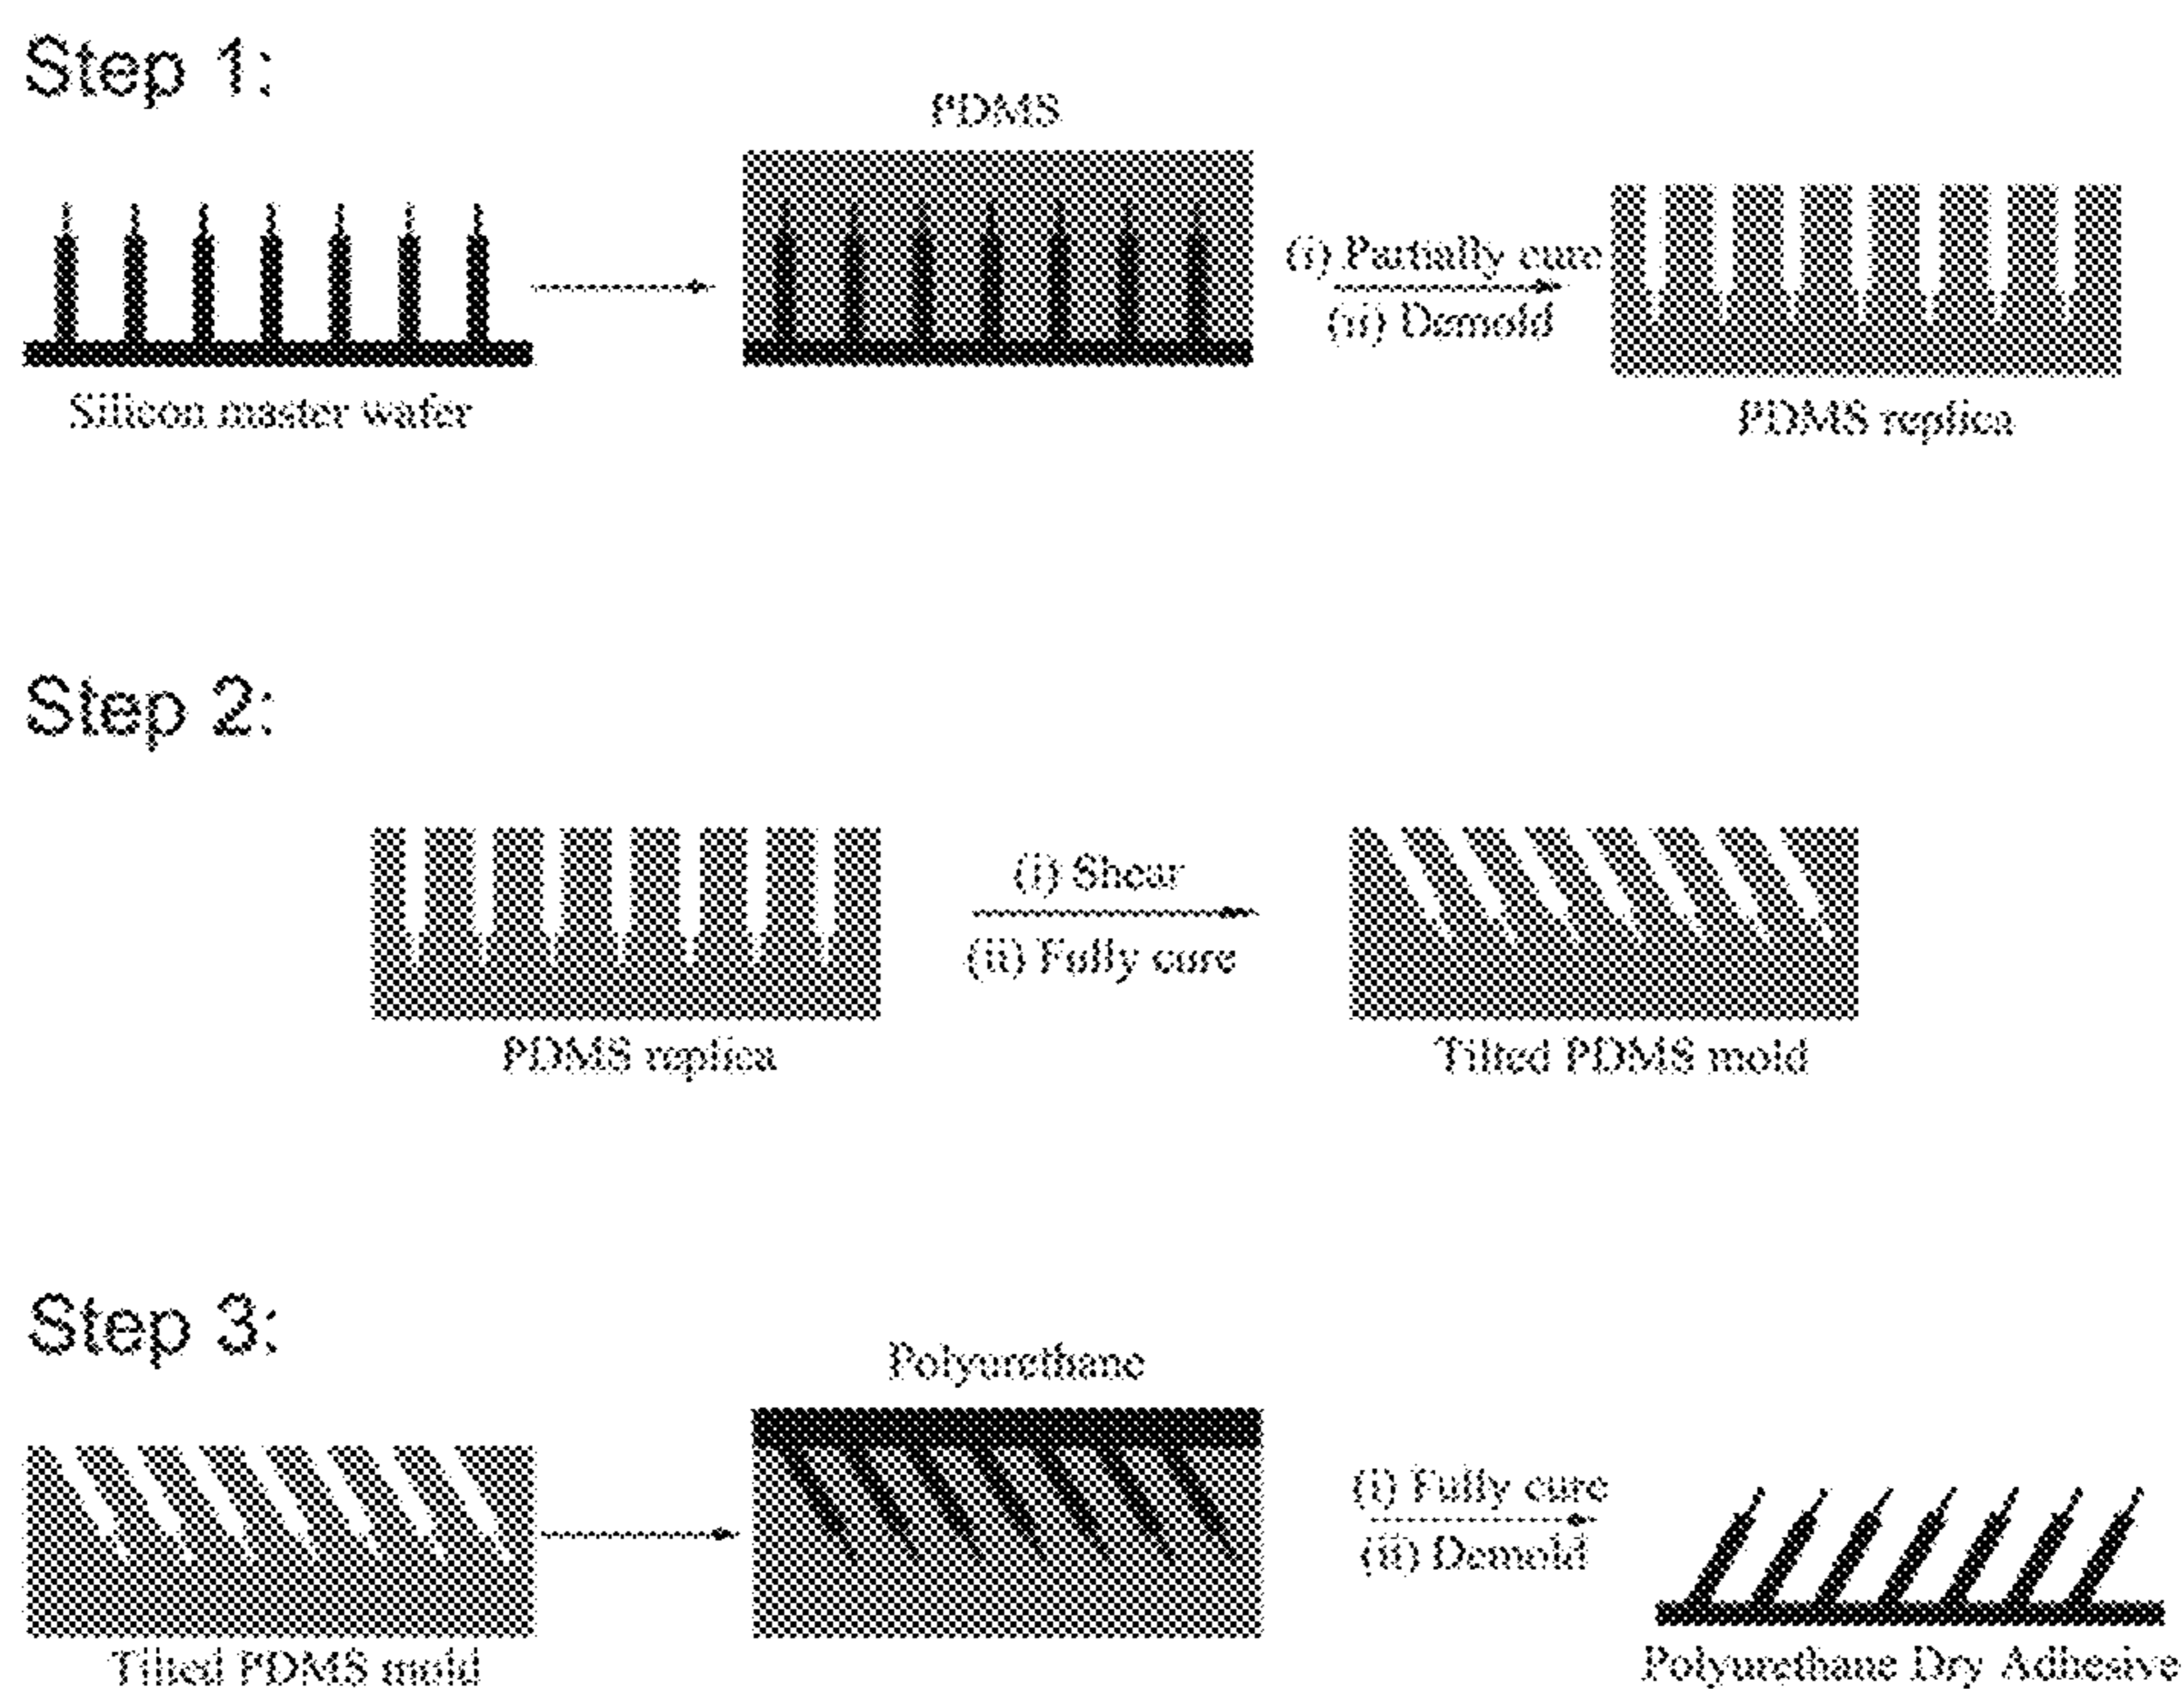 Step 1:
PDMS
(i) Partially cure
(ii) Demold
Silicon master wafer
PDMS replica
Step 2:
(i) Shear
(ii) Fully cure
PDMS replica
Tilted PDMS mold
Step 3:
Polyurethane
(i) Fully cure
(ii) Demold
Tilted PDMS mold
Polyurethane Dry Adhesive